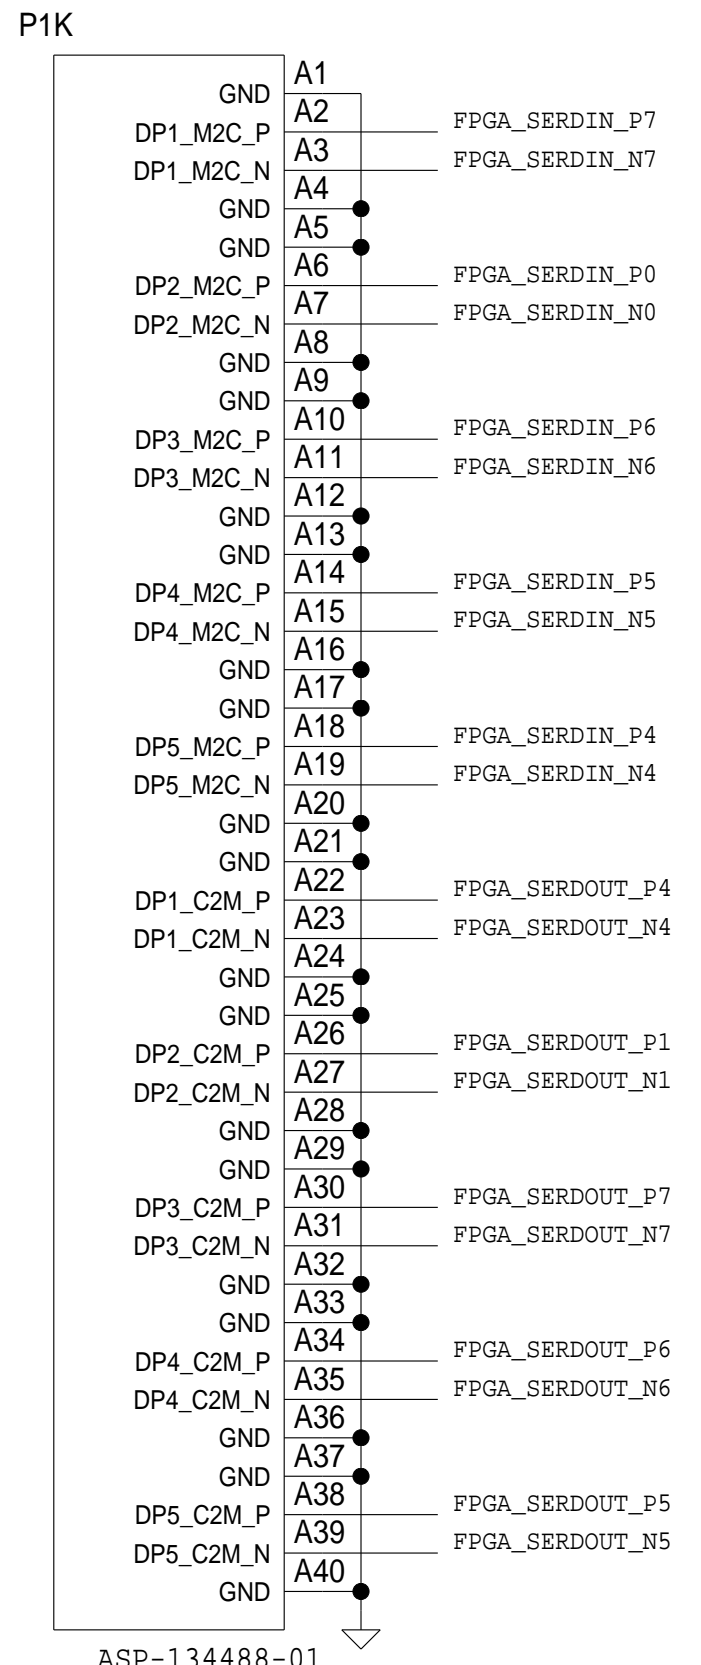 P1K
GND A1
DP1_M2C_P A2 FPGA_SERDIN_P7
DP1_M2C_N A3 FPGA_SERDIN_N7
GND A4
GND A5
DP2_M2C_P A6 FPGA_SERDIN_P0
DP2_M2C_N A7 FPGA_SERDIN_N0
GND A8
GND A9
DP3_M2C_P A10 FPGA_SERDIN_P6
DP3_M2C_N A11 FPGA_SERDIN_N6
GND A12
GND A13
DP4_M2C_P A14 FPGA_SERDIN_P5
DP4_M2C_N A15 FPGA_SERDIN_N5
GND A16
GND A17
DP5_M2C_P A18 FPGA_SERDIN_P4
DP5_M2C_N A19 FPGA_SERDIN_N4
GND A20
GND A21
DP1_C2M_P A22 FPGA_SERDOUT_P4
DP1_C2M_N A23 FPGA_SERDOUT_N4
GND A24
GND A25
DP2_C2M_P A26 FPGA_SERDOUT_P1
DP2_C2M_N A27 FPGA_SERDOUT_N1
GND A28
GND A29
DP3_C2M_P A30 FPGA_SERDOUT_P7
DP3_C2M_N A31 FPGA_SERDOUT_N7
GND A32
GND A33
DP4_C2M_P A34 FPGA_SERDOUT_P6
DP4_C2M_N A35 FPGA_SERDOUT_N6
GND A36
GND A37
DP5_C2M_P A38 FPGA_SERDOUT_P5
DP5_C2M_N A39 FPGA_SERDOUT_N5
GND A40
ASP-134488-01